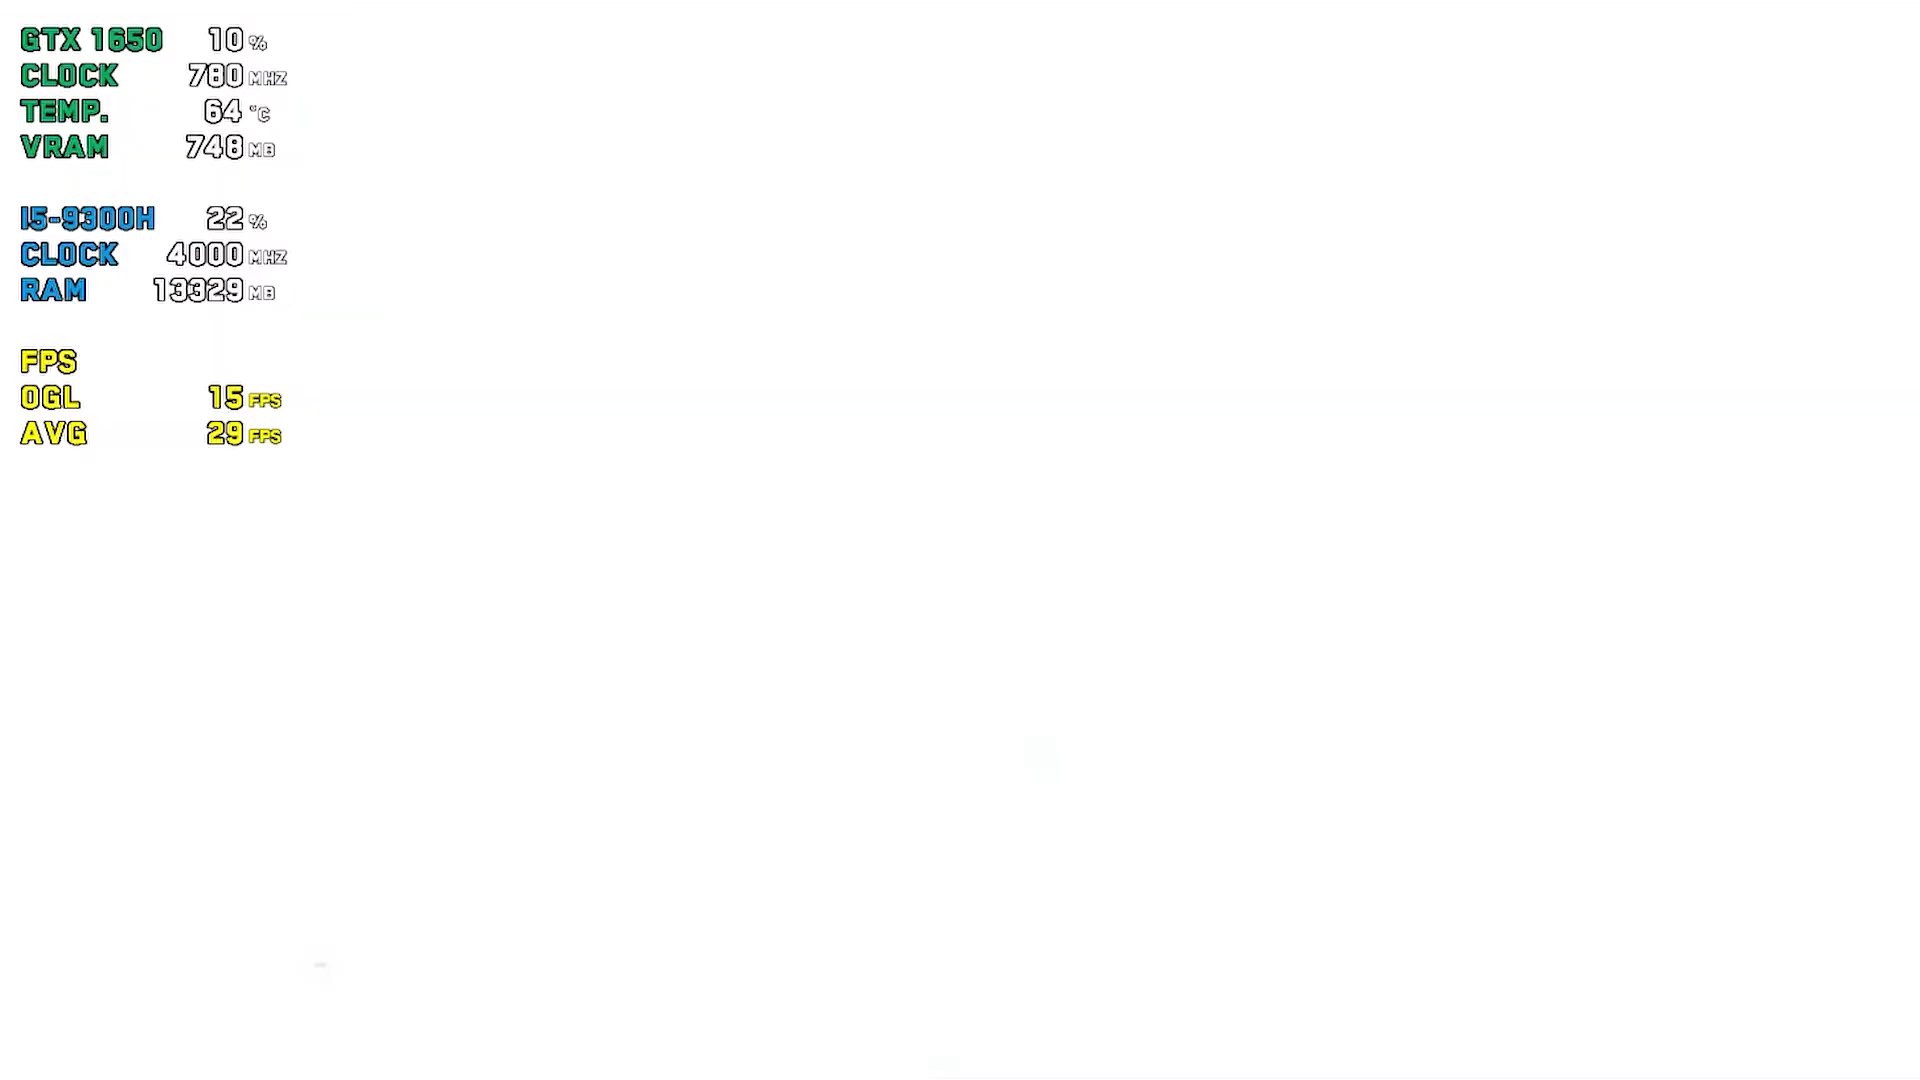 GTX 1650 10 %
CLOCK 780 MHZ
TEMP. 64 °C
VRAM 748 MB
I5-9300H 22 %
CLOCK 4000 MHZ
RAM 13329 MB
FPS
OGL 15 FPS
AVG 29 FPS